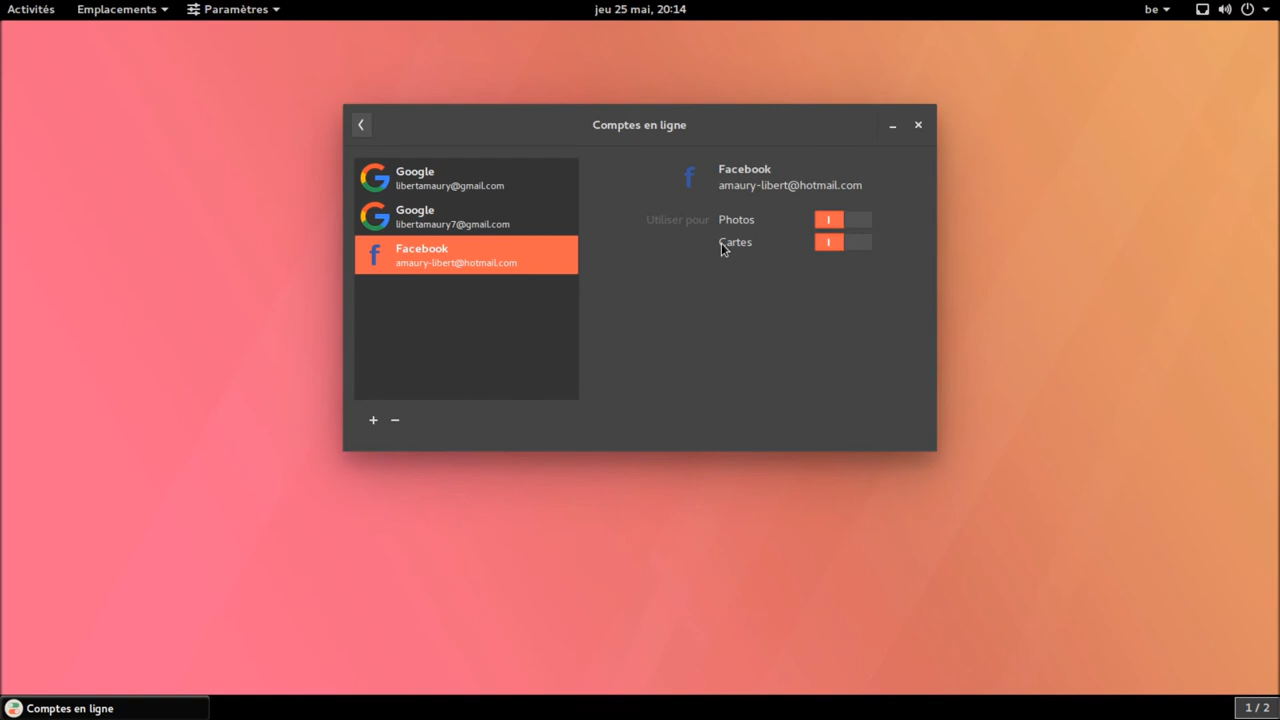 Activités Emplacements Paramètres jeu 25 mai, 20:14 be
Comptes en ligne
Google
libertamaury@gmail.com
Google
libertamaury7@gmail.com
Facebook
amaury-libert@hotmail.com
Facebook
amaury-libert@hotmail.com
Utiliser pour Photos
Cartes
Comptes en ligne 1 / 2